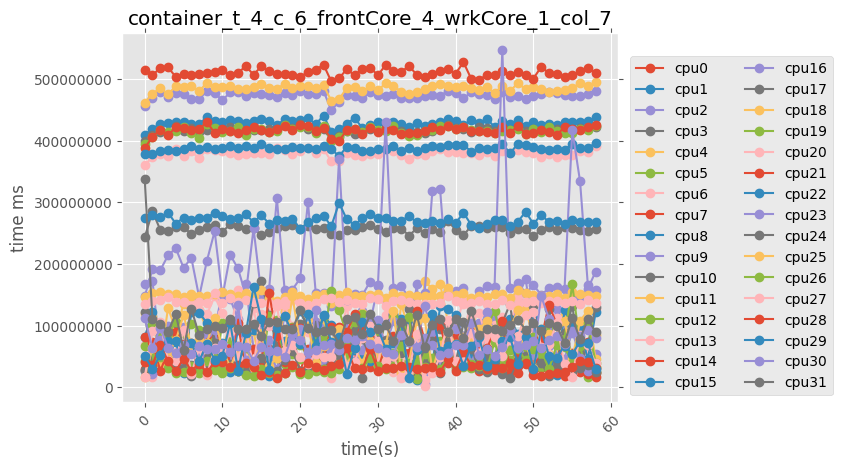 container_t_4_c_6_frontCore_4_wrkCore_1_col_7
time ms
500000000
400000000
300000000
200000000
100000000
0
0
10
20
30
40
50
60
time(s)
cpu0
cpu1
cpu2
cpu3
cpu4
cpu5
cpu6
cpu7
cpu8
cpu9
cpu10
cpu11
cpu12
cpu13
cpu14
cpu15
cpu16
cpu17
cpu18
cpu19
cpu20
cpu21
cpu22
cpu23
cpu24
cpu25
cpu26
cpu27
cpu28
cpu29
cpu30
cpu31